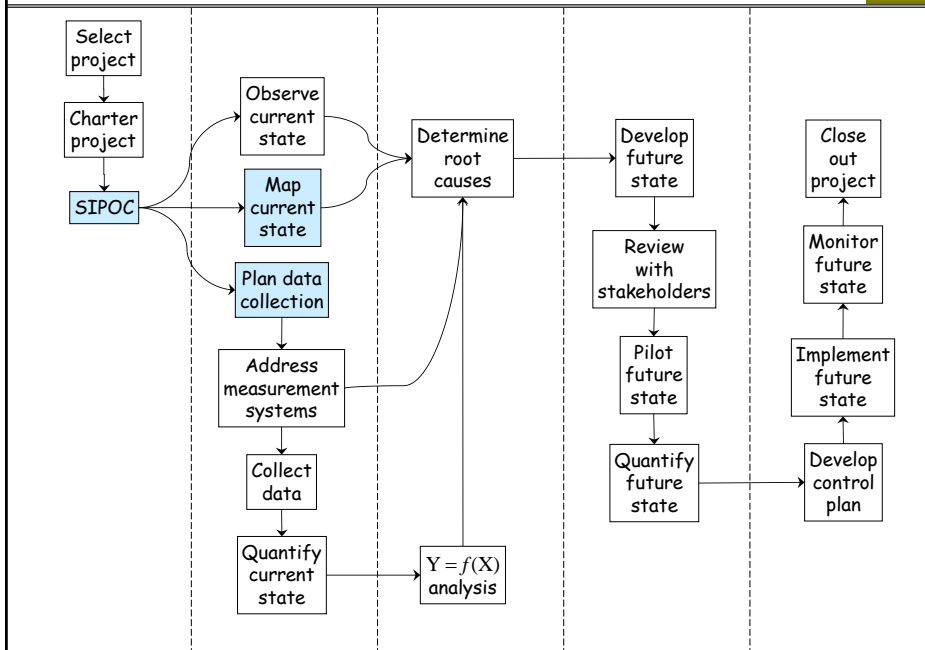 Select
project
Charter
project
SIPOC
Observe
current
state
Map
current
state
Plan data
collection
Address
measurement
systems
Collect
data
Quantify
current
state
Determine
root
causes
Y = f(X)
analysis
Develop
future
state
Review
with
stakeholders
Pilot
future
state
Quantify
future
state
Close
out
project
Monitor
future
state
Implement
future
state
Develop
control
plan